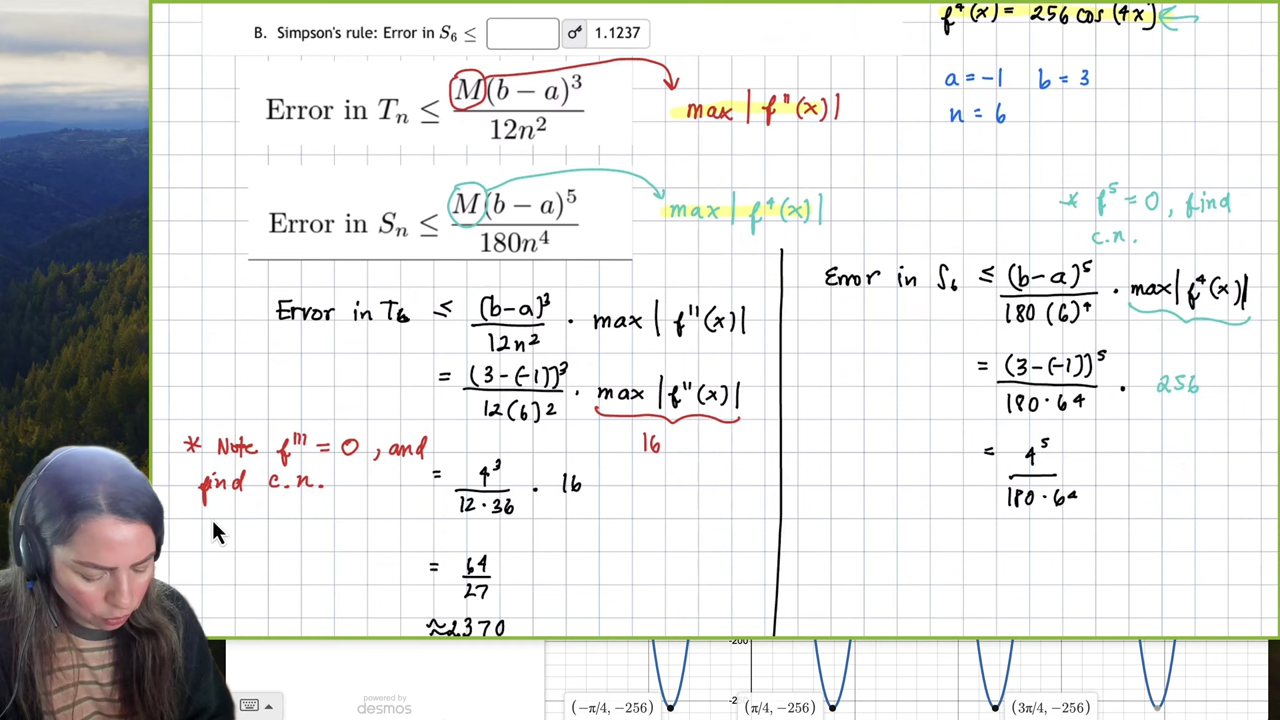 f⁴(x) = 256 cos(4x)
B. Simpson's rule: Error in S₆ ≤ 1.1237
a = -1 b = 3
n = 6
Error in Tₙ ≤ M(b − a)³ / 12n²
max |f''(x)|
Error in Sₙ ≤ M(b − a)⁵ / 180n⁴
max |f⁴(x)|
* f⁵ = 0, find
c.n.
Error in T₆ ≤ (b-a)³ / 12n² · max |f''(x)|
= (3-(-1))³ / 12(6)² · max |f''(x)|
16
* Note f''' = 0, and
find c.n.
= 4³ / 12·36 · 16
= 64/27
≈2.370
Error in S₆ ≤ (b-a)⁵ / 180(6)⁴ · max|f⁴(x)|
= (3-(-1))⁵ / 180·6⁴ · 256
= 4⁵ / 180·6⁴
-200
-2
(−π/4, −256) (π/4, −256) (3π/4, −256)
powered by
desmos